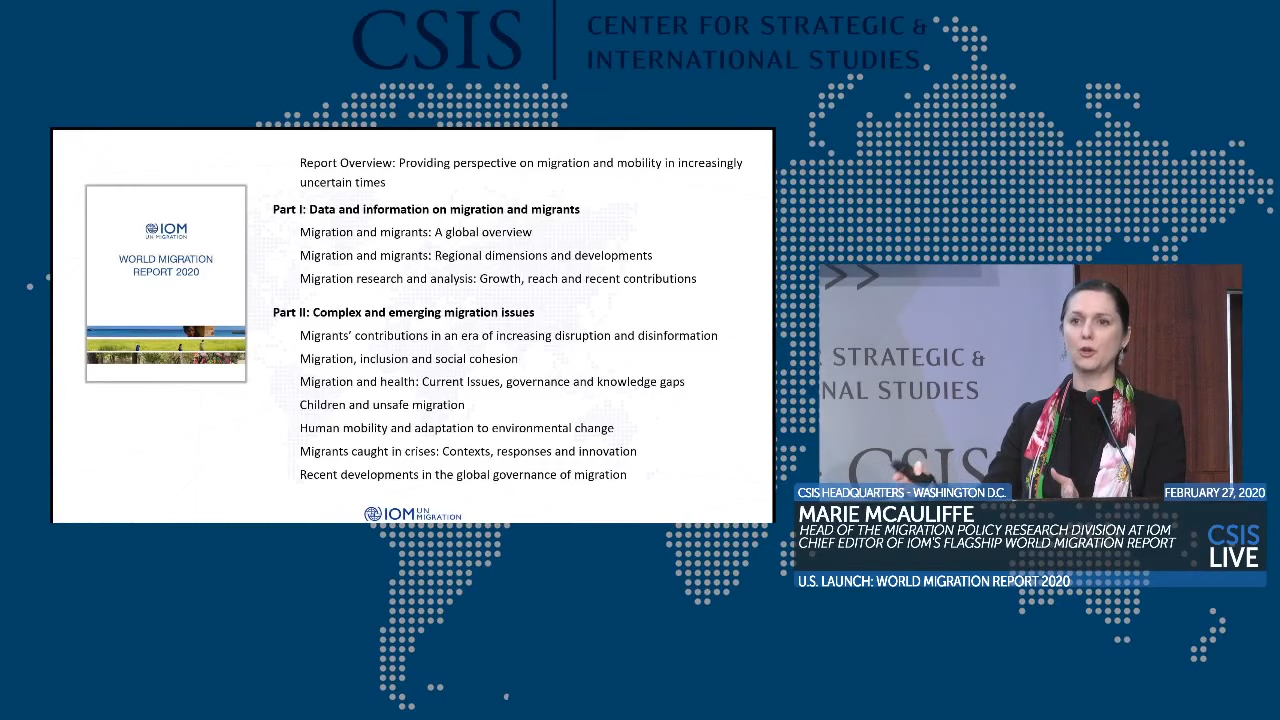 CSIS
CENTER FOR STRATEGIC &
INTERNATIONAL STUDIES
Report Overview: Providing perspective on migration and mobility in increasingly
uncertain times
Part I: Data and information on migration and migrants
Migration and migrants: A global overview
Migration and migrants: Regional dimensions and developments
Migration research and analysis: Growth, reach and recent contributions
Part II: Complex and emerging migration issues
Migrants' contributions in an era of increasing disruption and disinformation
Migration, inclusion and social cohesion
Migration and health: Current Issues, governance and knowledge gaps
Children and unsafe migration
Human mobility and adaptation to environmental change
Migrants caught in crises: Contexts, responses and innovation
Recent developments in the global governance of migration
IOM
UN MIGRATION
WORLD MIGRATION
REPORT 2020
IOM UN
MIGRATION
STRATEGIC &
NAL STUDIES
CSIS
CSIS HEADQUARTERS - WASHINGTON D.C.
FEBRUARY 27, 2020
MARIE MCAULIFFE
HEAD OF THE MIGRATION POLICY RESEARCH DIVISION AT IOM
CHIEF EDITOR OF IOM'S FLAGSHIP WORLD MIGRATION REPORT
CSIS
LIVE
U.S. LAUNCH: WORLD MIGRATION REPORT 2020